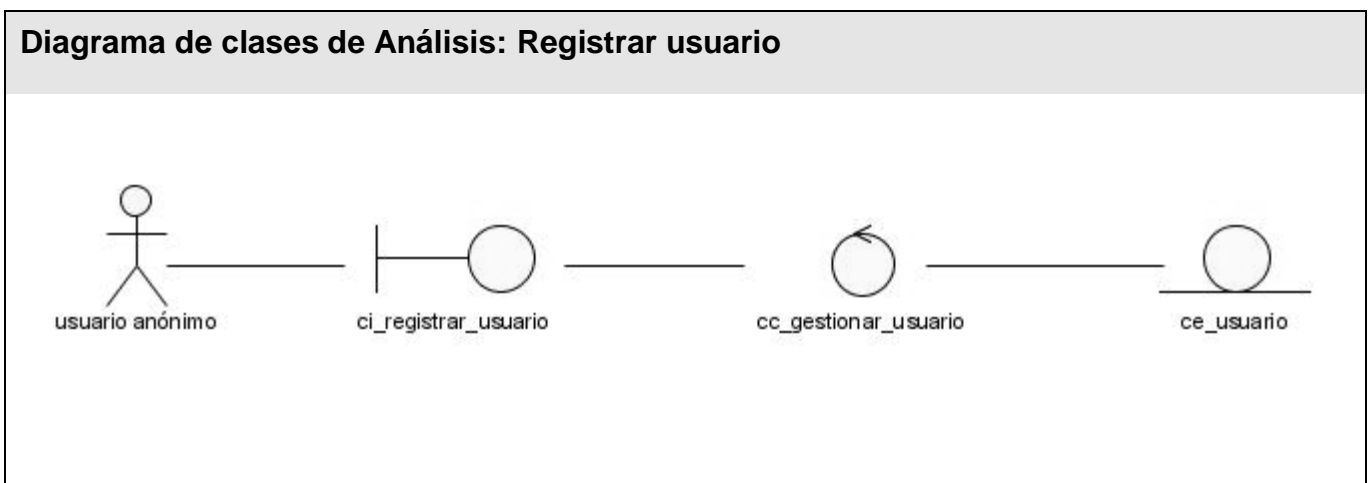 Diagrama de clases de Análisis: Registrar usuario
usuario anónimo
ci_registrar_usuario
cc_gestionar_usuario
ce_usuario